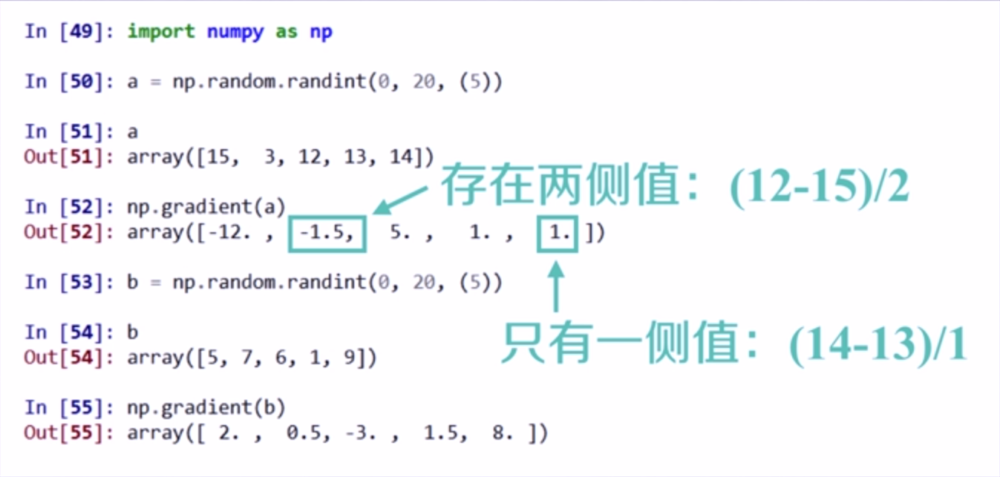 In [49]: import numpy as np
In [50]: a = np.random.randint(0, 20, (5))
In [51]: a
Out[51]: array([15,  3, 12, 13, 14])
存在两侧值：(12-15)/2
In [52]: np.gradient(a)
Out[52]: array([-12. ,  -1.5,   5. ,   1. ,   1. ])
In [53]: b = np.random.randint(0, 20, (5))
只有一侧值：(14-13)/1
In [54]: b
Out[54]: array([5, 7, 6, 1, 9])
In [55]: np.gradient(b)
Out[55]: array([ 2. ,  0.5, -3. ,  1.5,  8. ])